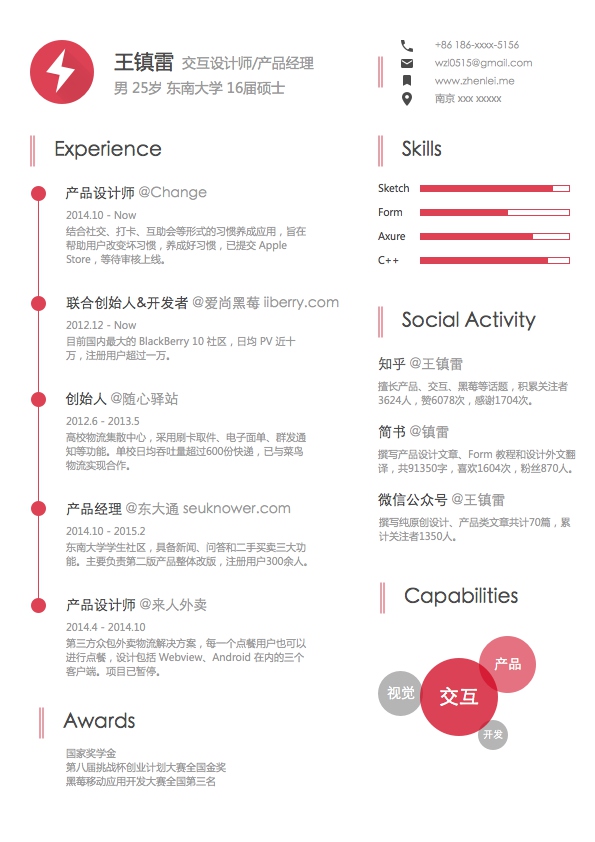 王镇雷 交互设计师/产品经理
男 25岁 东南大学 16届硕士
+86 186-xxxx-5156
wzl0515@gmail.com
www.zhenlei.me
南京 xxx xxxxx
Experience
产品设计师 @Change
2014.10 - Now
结合社交、打卡、互助会等形式的习惯养成应用，旨在
帮助用户改变坏习惯，养成好习惯，已提交 Apple
Store，等待审核上线。
联合创始人&开发者 @爱尚黑莓 iiberry.com
2012.12 - Now
目前国内最大的 BlackBerry 10 社区，日均 PV 近十
万，注册用户超过一万。
创始人 @随心驿站
2012.6 - 2013.5
高校物流集散中心，采用刷卡取件、电子面单、群发通
知等功能。单校日均吞吐量超过600份快递，已与菜鸟
物流实现合作。
产品经理 @东大通 seuknower.com
2014.10 - 2015.2
东南大学学生社区，具备新闻、问答和二手买卖三大功
能。主要负责第二版产品整体改版，注册用户300余人。
产品设计师 @来人外卖
2014.4 - 2014.10
第三方众包外卖物流解决方案，每一个点餐用户也可以
进行点餐，设计包括 Webview、Android 在内的三个
客户端。项目已暂停。
Awards
国家奖学金
第八届挑战杯创业计划大赛全国金奖
黑莓移动应用开发大赛全国第三名
Skills
Sketch
Form
Axure
C++
Social Activity
知乎 @王镇雷
擅长产品、交互、黑莓等话题，积累关注者
3624人，赞6078次，感谢1704次。
简书 @镇雷
撰写产品设计文章、Form 教程和设计外文翻
译，共91350字，喜欢1604次，粉丝870人。
微信公众号 @王镇雷
撰写纯原创设计、产品类文章共计70篇，累
计关注者1350人。
Capabilities
产品
视觉
交互
开发